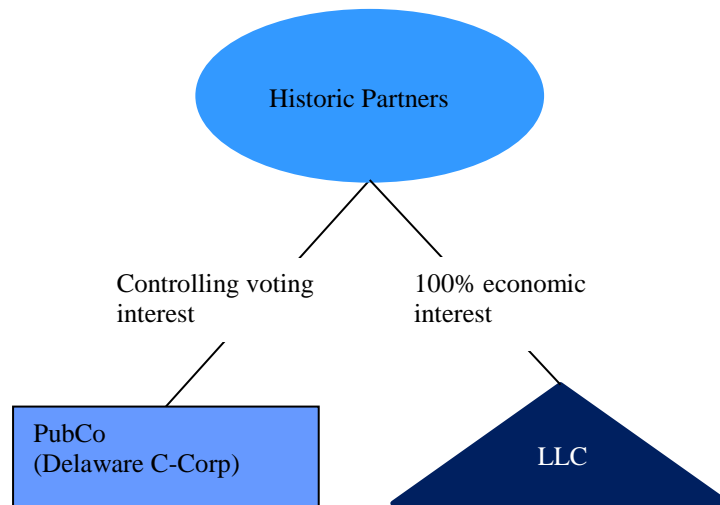 Historic Partners
Controlling voting
interest
100% economic
interest
PubCo
(Delaware C-Corp)
LLC